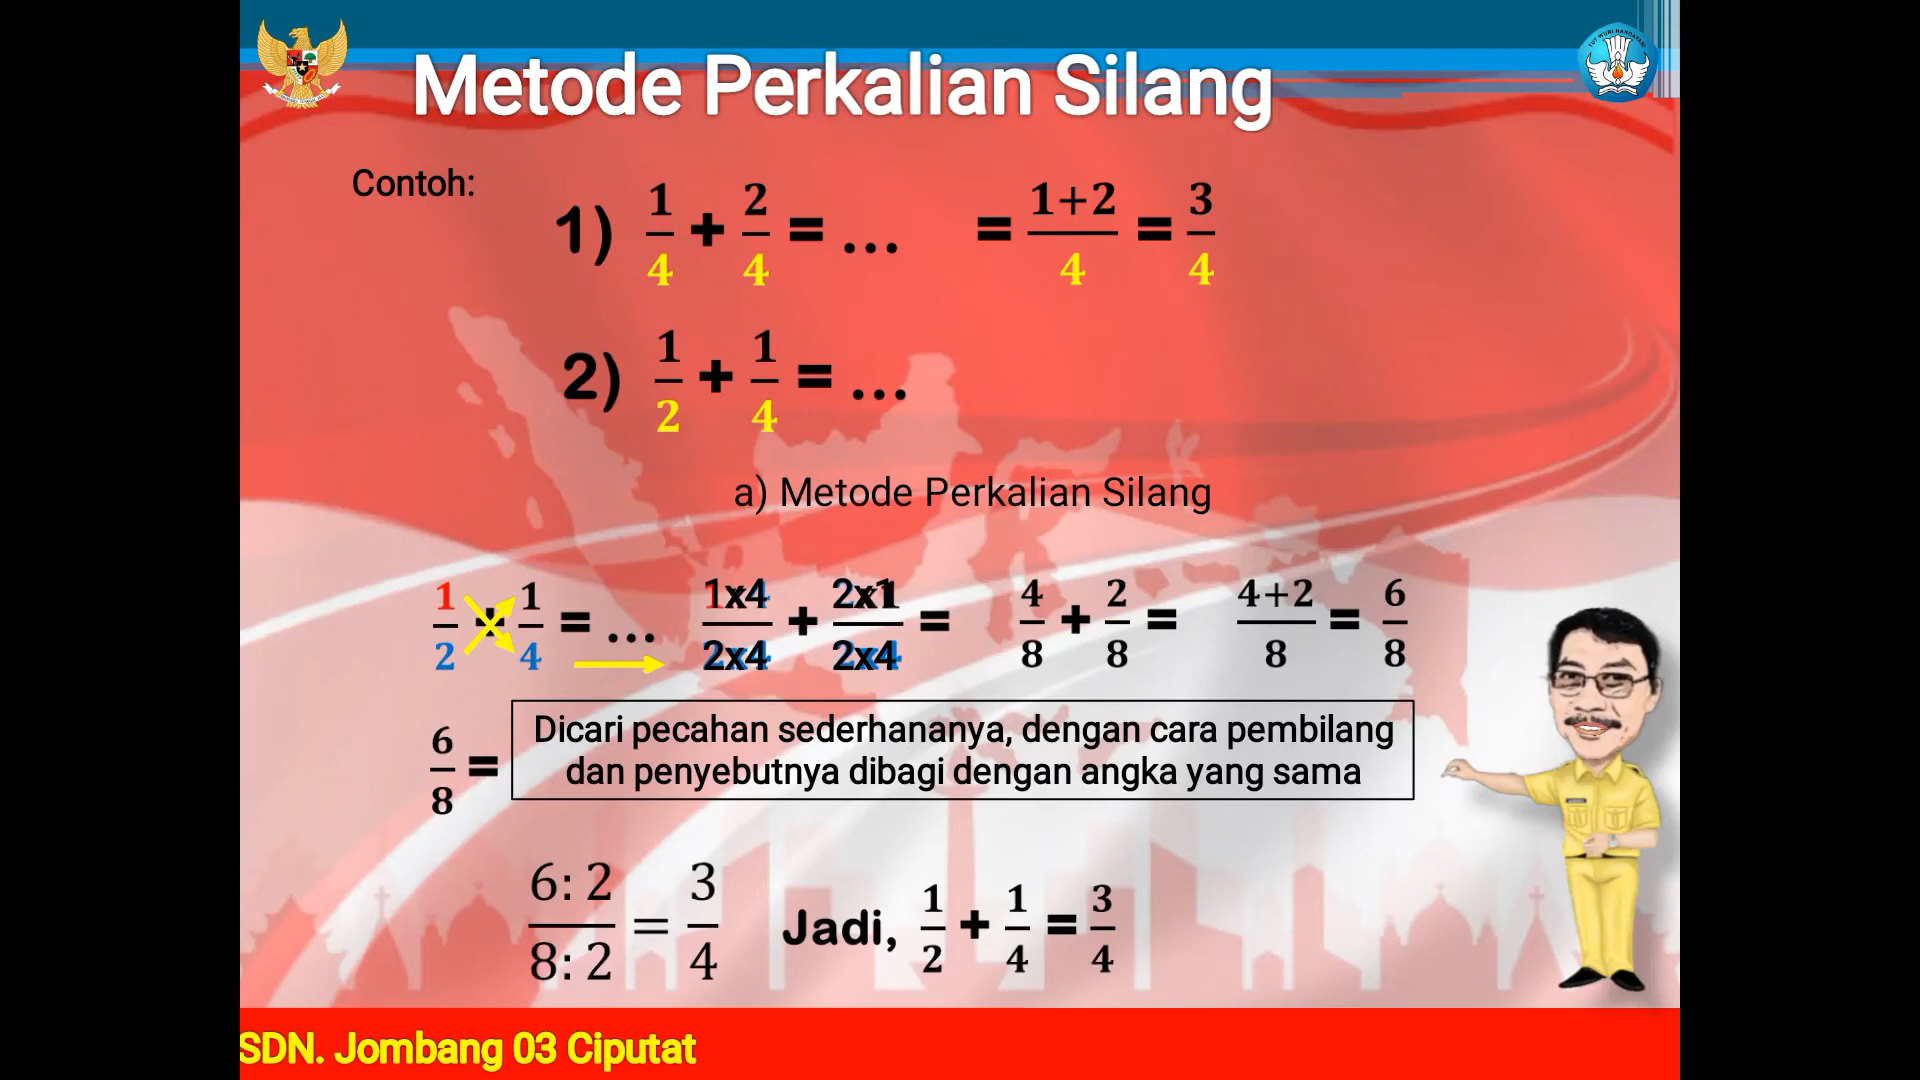 Metode Perkalian Silang
Contoh:
1) 1/4 + 2/4 = ... = 1+2/4 = 3/4
2) 1/2 + 1/4 = ...
a) Metode Perkalian Silang
1/2 + 1/4 = ... 1x4/2x4 + 2x1/2x4 = 4/8 + 2/8 = 4+2/8 = 6/8
6/8 = Dicari pecahan sederhananya, dengan cara pembilang
dan penyebutnya dibagi dengan angka yang sama
6:2/8:2 = 3/4 Jadi, 1/2 + 1/4 = 3/4
SDN. Jombang 03 Ciputat
TUT WURI HANDAYANI